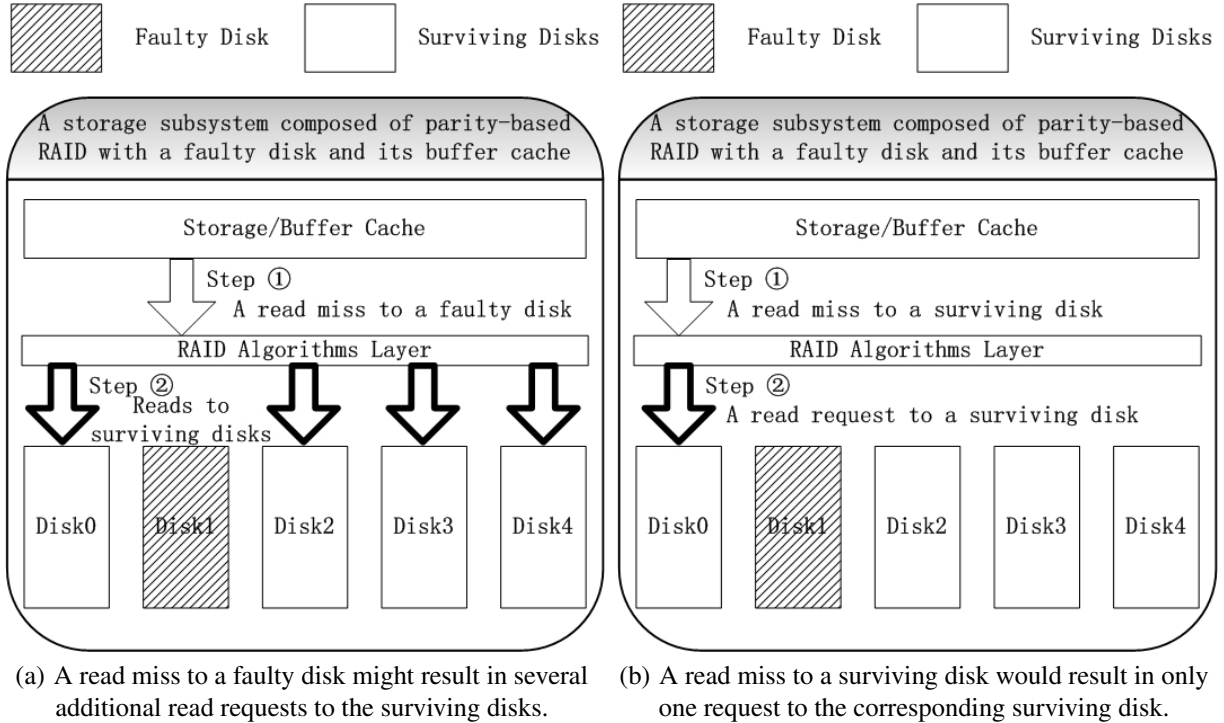 Faulty Disk
Surviving Disks
Faulty Disk
Surviving Disks
A storage subsystem composed of parity-based
RAID with a faulty disk and its buffer cache
Storage/Buffer Cache
Step ①
A read miss to a faulty disk
RAID Algorithms Layer
Step ②
Reads to
surviving disks
Disk0
Disk1
Disk2
Disk3
Disk4
(a) A read miss to a faulty disk might result in several
additional read requests to the surviving disks.
A storage subsystem composed of parity-based
RAID with a faulty disk and its buffer cache
Storage/Buffer Cache
Step ①
A read miss to a surviving disk
RAID Algorithms Layer
Step ②
A read request to a surviving disk
Disk0
Disk1
Disk2
Disk3
Disk4
(b) A read miss to a surviving disk would result in only
one request to the corresponding surviving disk.